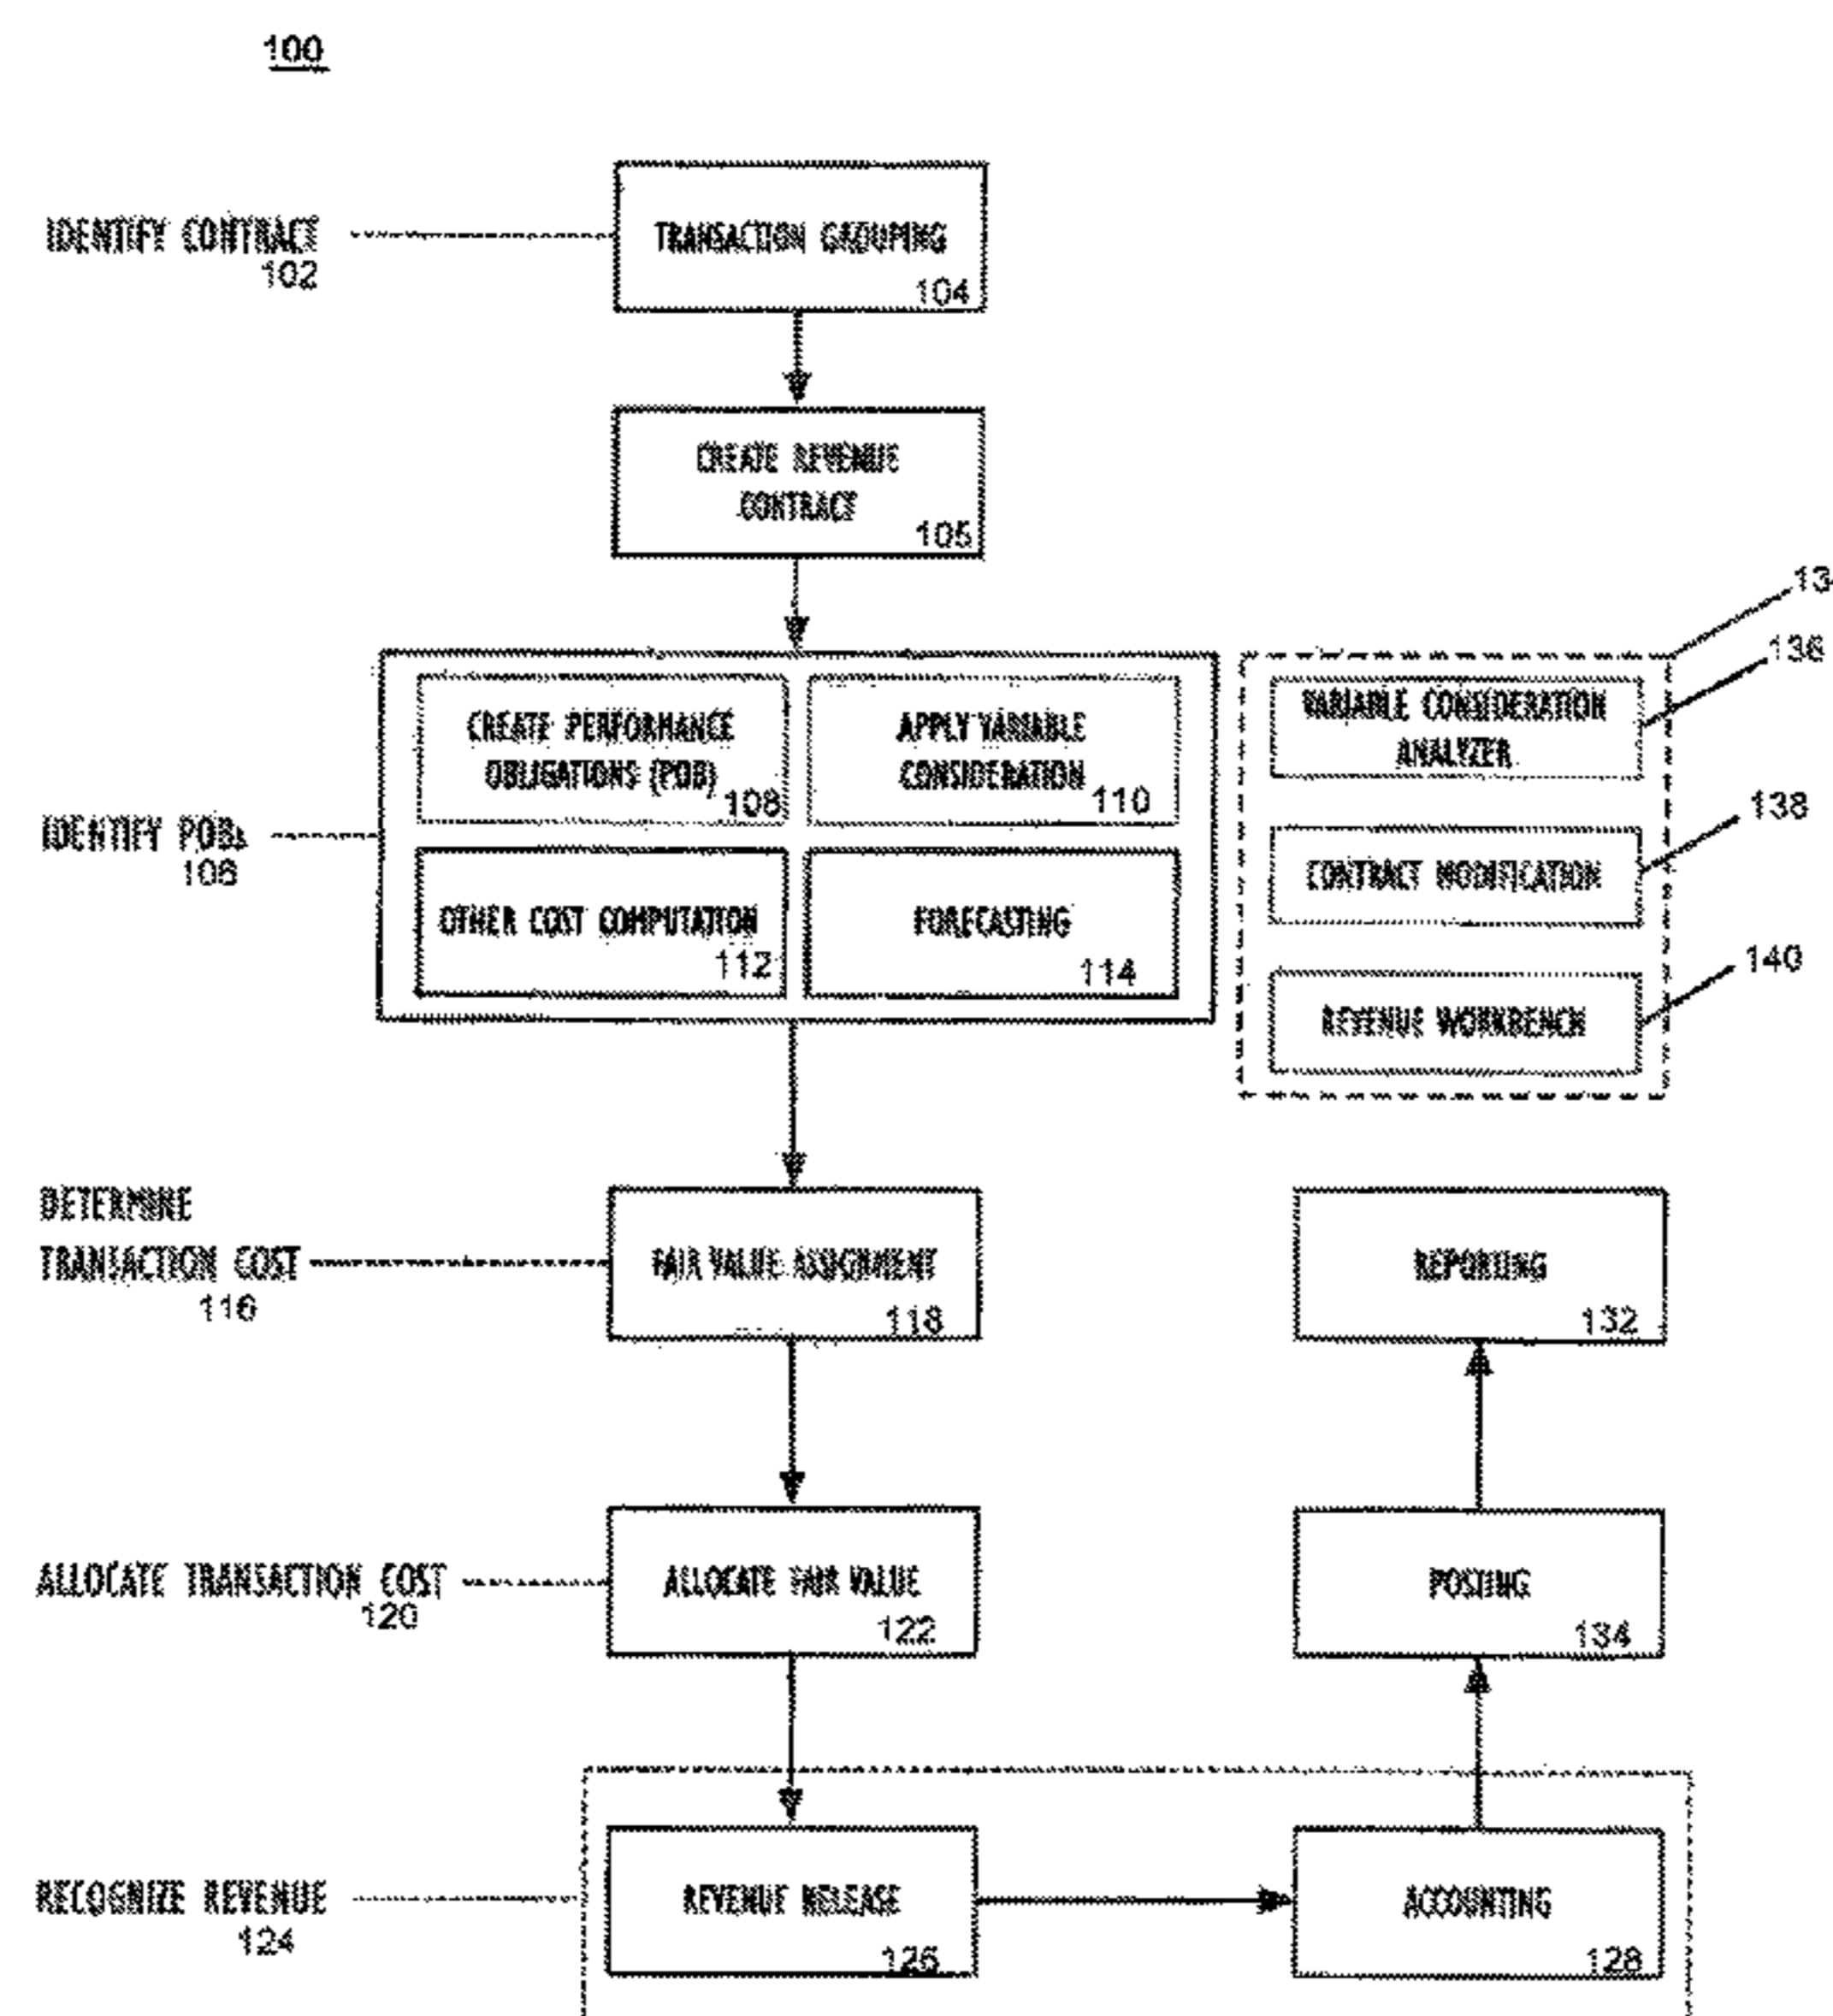 100
IDENTIFY CONTRACT
102
TRANSACTION GROUPING
104
CREATE REVENUE
CONTRACT
105
IDENTIFY POBs
106
CREATE PERFORMANCE
OBLIGATIONS (POB)
108
APPLY VARIABLE
CONSIDERATION
110
OTHER COST COMPUTATION
112
FORECASTING
114
136
VARIABLE CONSIDERATION
ANALYZER
138
CONTRACT MODIFICATION
140
REVENUE WORKBENCH
DETERMINE
TRANSACTION COST
116
FAIR VALUE ASSIGNMENT
118
REPORTING
132
ALLOCATE TRANSACTION COST
120
ALLOCATE FAIR VALUE
122
POSTING
134
RECOGNIZE REVENUE
124
REVENUE RELEASE
126
ACCOUNTING
128